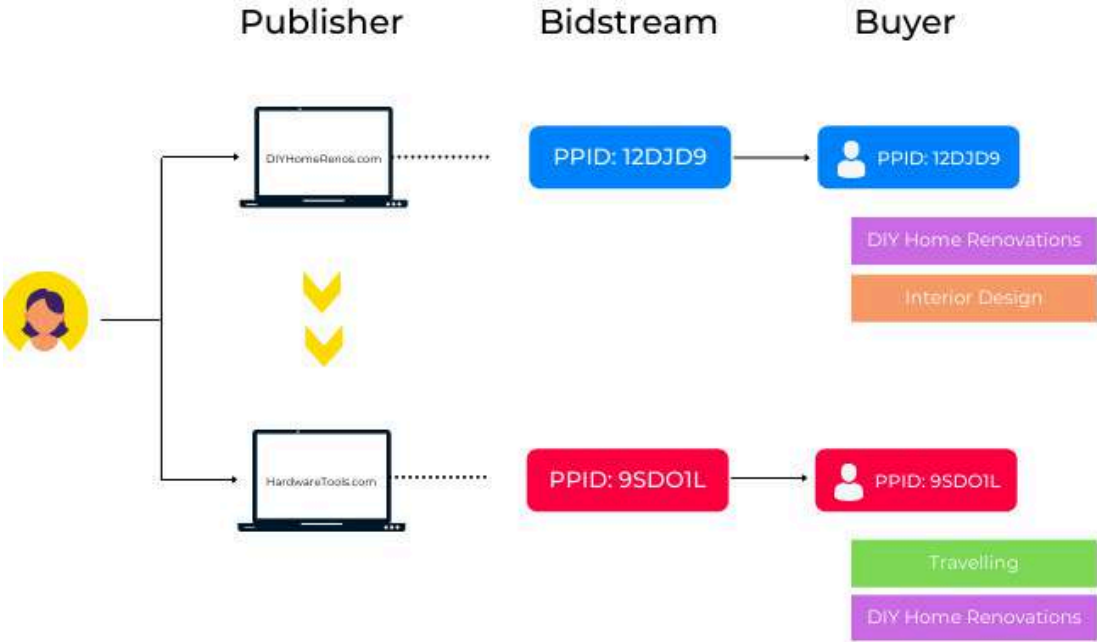 Publisher Bidstream Buyer
DIYHomeRenos.com PPID: 12DJD9 PPID: 12DJD9
DIY Home Renovations
Interior Design
HardwareTools.com PPID: 9SDO1L PPID: 9SDO1L
Travelling
DIY Home Renovations